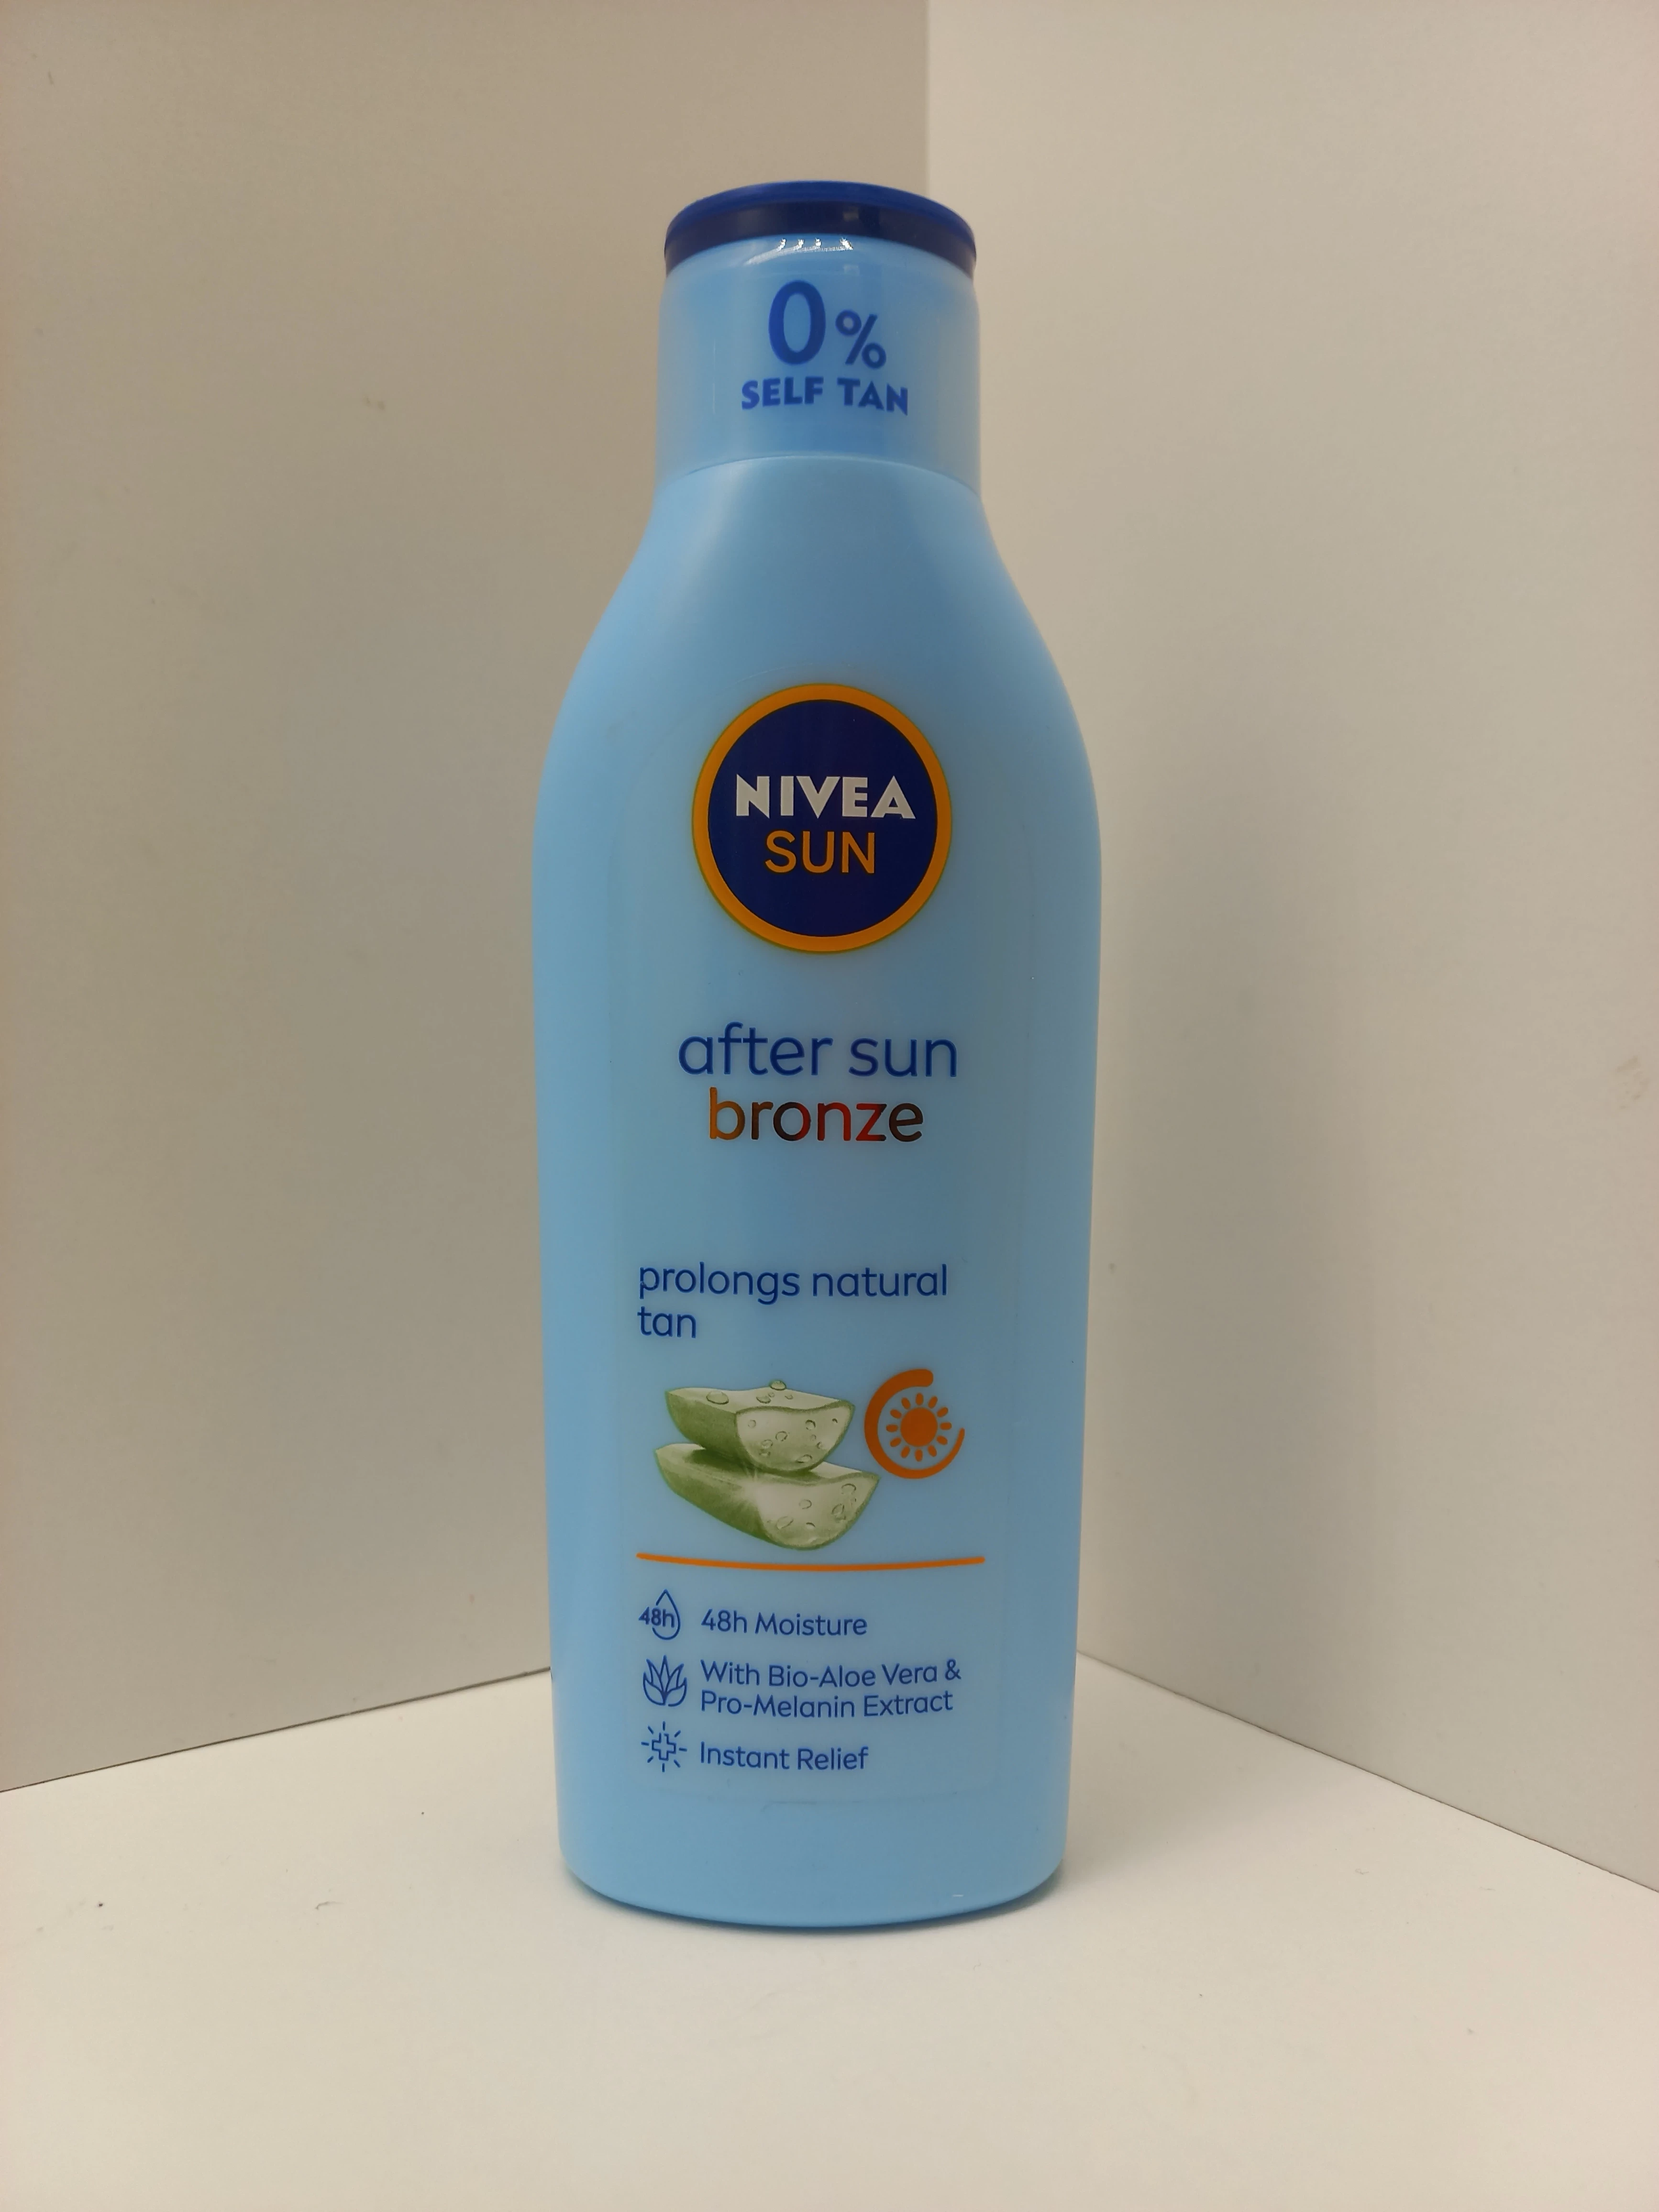 0%
SELF TAN
NIVEA
SUN
after sun
bronze
prolongs natural
tan
48h
48h Moisture
With Bio-Aloe Vera &
Pro-Melanin Extract
Instant Relief